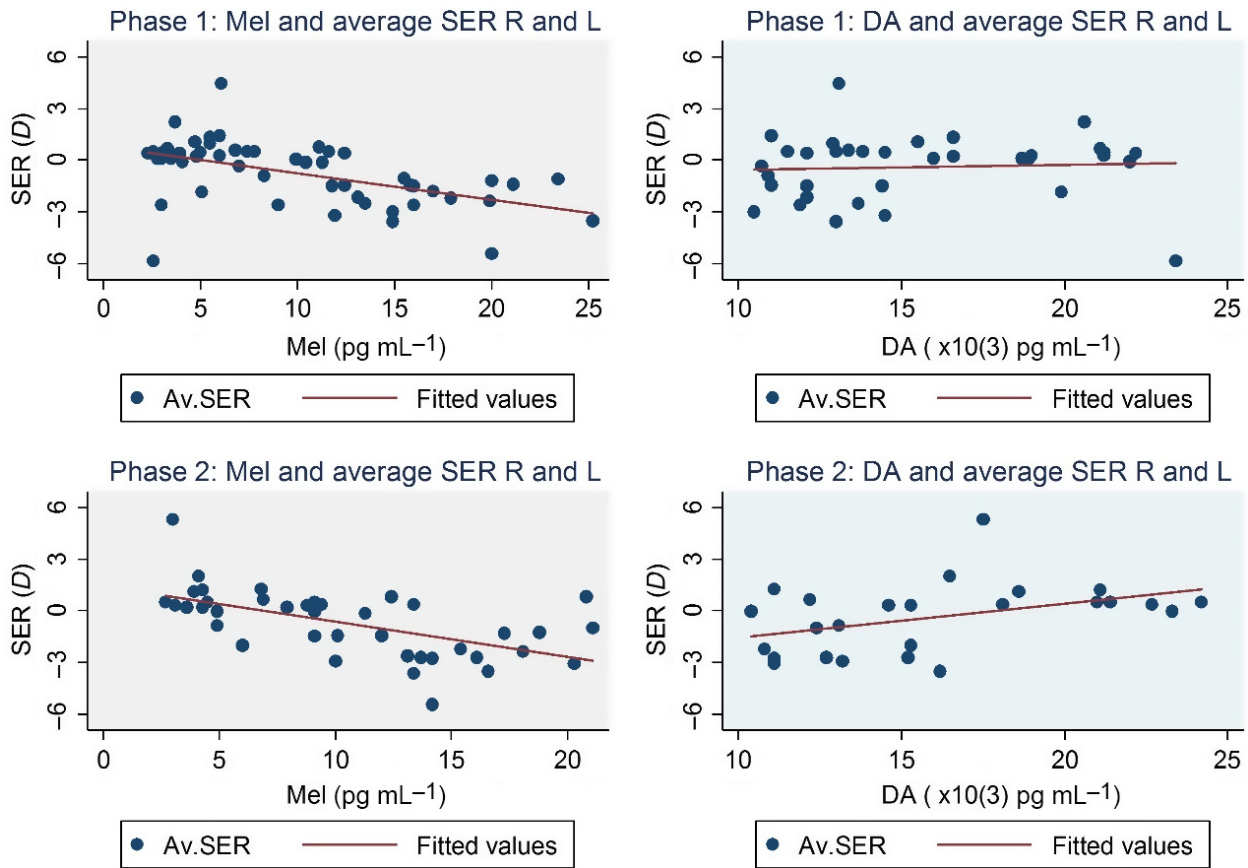 Phase 1: Mel and average SER R and L
SER (D)
6
3
0
−3
−6
0 5 10 15 20 25
Mel (pg mL−1)
Av.SER Fitted values
Phase 1: DA and average SER R and L
SER (D)
6
3
0
−3
−6
10 15 20 25
DA ( x10(3) pg mL−1)
Av.SER Fitted values
Phase 2: Mel and average SER R and L
SER (D)
6
3
0
−3
−6
0 5 10 15 20
Mel (pg mL−1)
Av.SER Fitted values
Phase 2: DA and average SER R and L
SER (D)
6
3
0
−3
−6
10 15 20 25
DA ( x10(3) pg mL−1)
Av.SER Fitted values